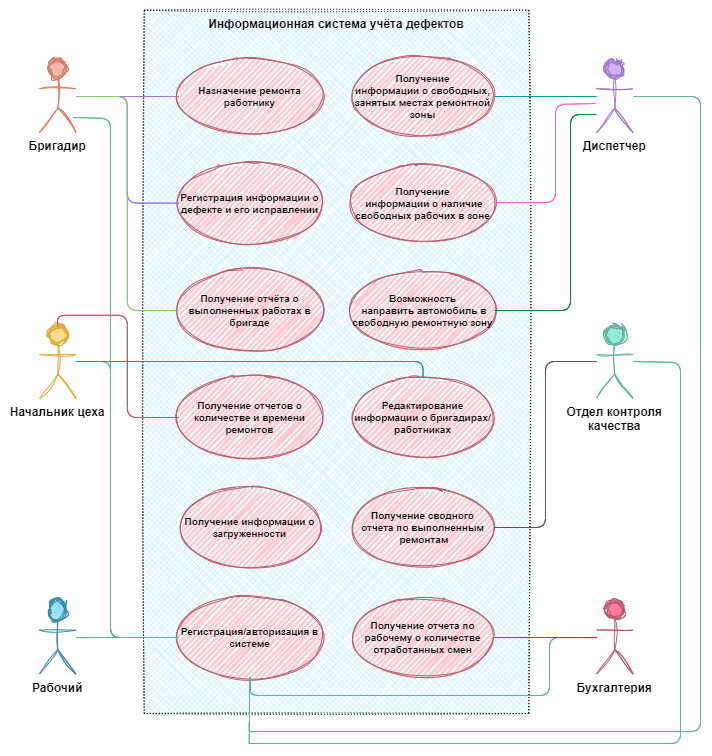 Информационная система учёта дефектов
Назначение ремонта
работнику
Получение
информации о свободных,
занятых местах ремонтной
зоны
Бригадир
Диспетчер
Регистрация информации о
дефекте и его исправлении
Получение
информации о наличие
свободных рабочих в зоне
Получение отчёта о
выполненных работах в
бригаде
Возможность
направить автомобиль в
свободную ремонтную зону
Начальник цеха
Отдел контроля
качества
Получение отчетов о
количестве и времени
ремонтов
Редактирование
информации о бригадирах/
работниках
Получение информации о
загруженности
Получение сводного
отчета по выполненным
ремонтам
Регистрация/авторизация в
системе
Получение отчета по
рабочему о количестве
отработанных смен
Рабочий
Бухгалтерия